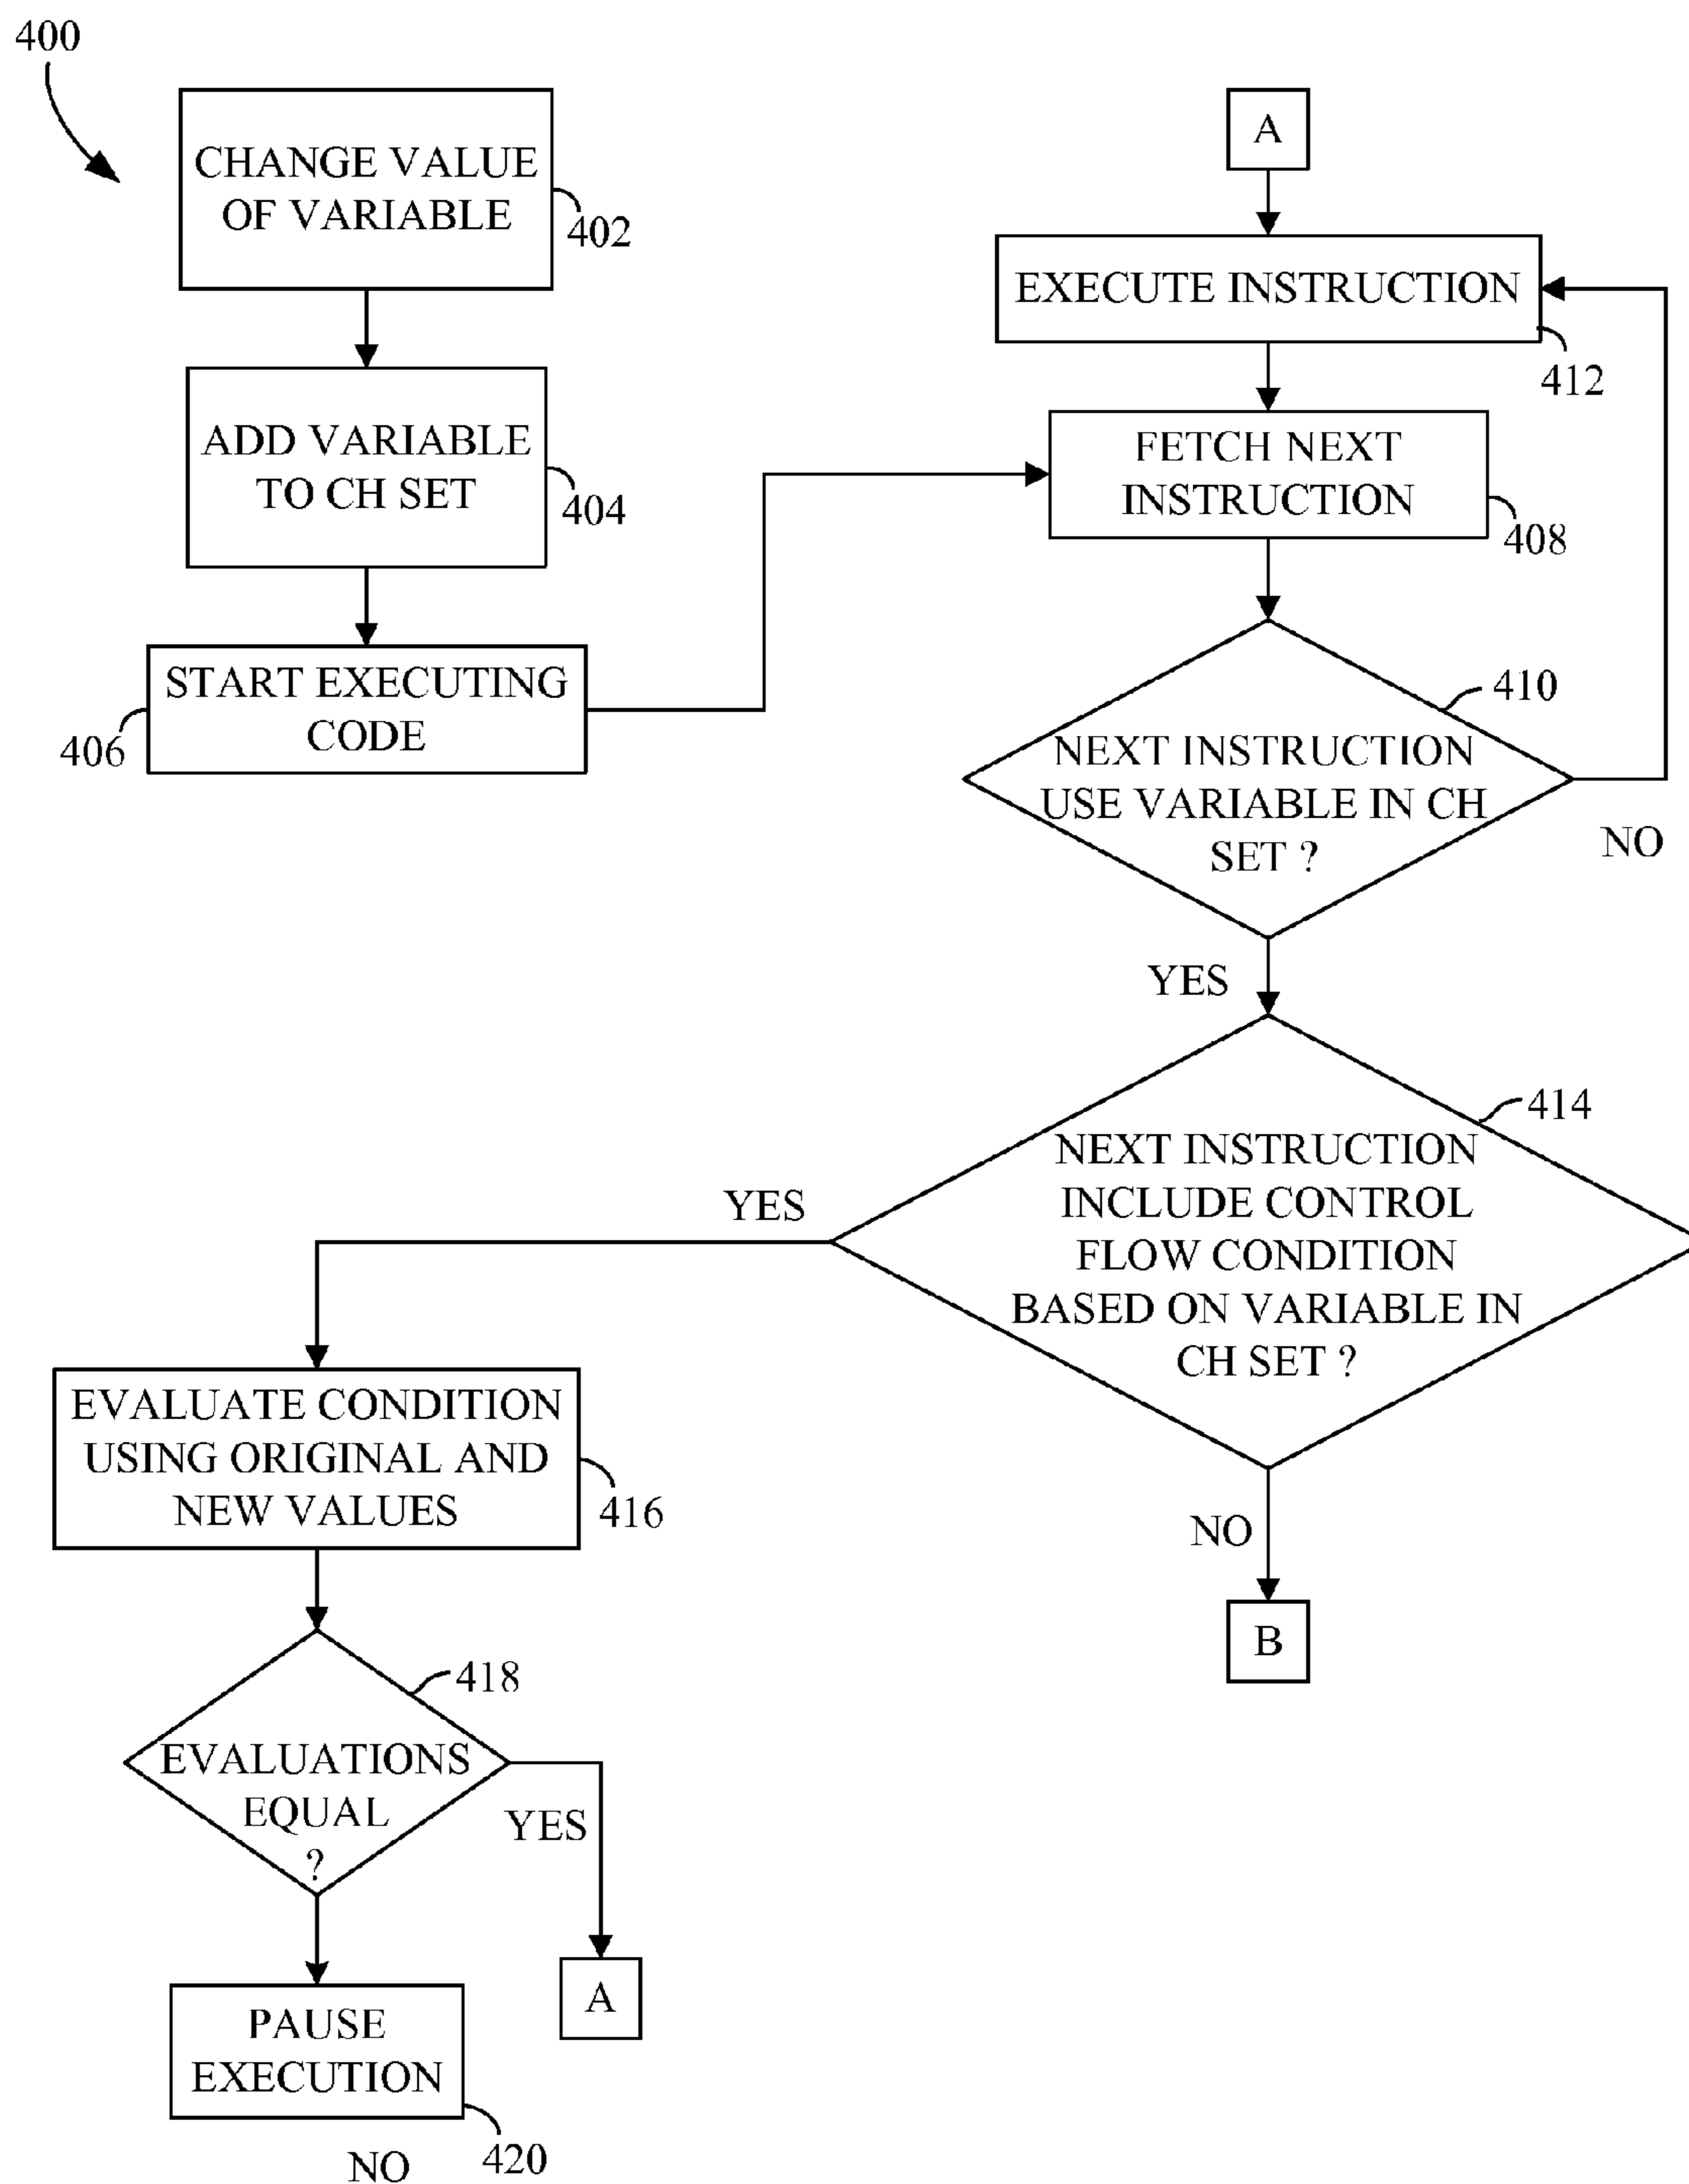 400
CHANGE VALUE
OF VARIABLE
402
ADD VARIABLE
TO CH SET
404
START EXECUTING
CODE
406
A
EXECUTE INSTRUCTION
412
FETCH NEXT
INSTRUCTION
408
410
NEXT INSTRUCTION
USE VARIABLE IN CH
SET ?
NO
YES
414
NEXT INSTRUCTION
INCLUDE CONTROL
FLOW CONDITION
BASED ON VARIABLE IN
CH SET ?
YES
NO
B
EVALUATE CONDITION
USING ORIGINAL AND
NEW VALUES
416
418
EVALUATIONS
EQUAL
?
YES
A
PAUSE
EXECUTION
420
NO